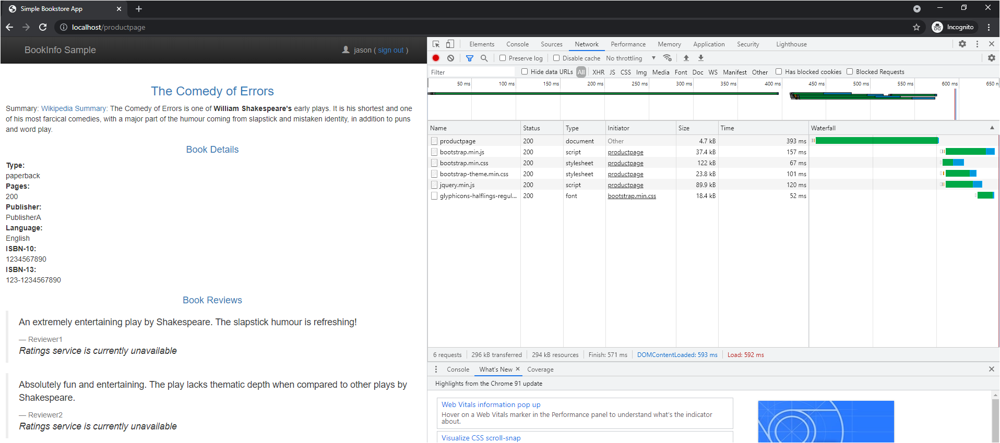 Simple Bookstore App
localhost/productpage
Incognito
BookInfo Sample
jason ( sign out )
The Comedy of Errors
Summary: Wikipedia Summary: The Comedy of Errors is one of William Shakespeare's early plays. It is his shortest and one
of his most farcical comedies, with a major part of the humour coming from slapstick and mistaken identity, in addition to puns
and word play.
Book Details
Type:
paperback
Pages:
200
Publisher:
PublisherA
Language:
English
ISBN-10:
1234567890
ISBN-13:
123-1234567890
Book Reviews
An extremely entertaining play by Shakespeare. The slapstick humour is refreshing!
— Reviewer1
Ratings service is currently unavailable
Absolutely fun and entertaining. The play lacks thematic depth when compared to other plays by
Shakespeare.
— Reviewer2
Ratings service is currently unavailable
Elements Console Sources Network Performance Memory Application Security Lighthouse
Preserve log Disable cache No throttling
Filter Hide data URLs All XHR JS CSS Img Media Font Doc WS Manifest Other Has blocked cookies Blocked Requests
50 ms 100 ms 150 ms 200 ms 250 ms 300 ms 350 ms 400 ms 450 ms 500 ms 550 ms 600 ms 650 n
Name Status Type Initiator Size Time Waterfall
productpage 200 document Other 4.7 kB 393 ms
bootstrap.min.js 200 script productpage 37.4 kB 157 ms
bootstrap.min.css 200 stylesheet productpage 122 kB 67 ms
bootstrap-theme.min.css 200 stylesheet productpage 23.8 kB 101 ms
jquery.min.js 200 script productpage 89.9 kB 120 ms
glyphicons-halflings-regul... 200 font bootstrap.min.css 18.4 kB 52 ms
6 requests 296 kB transferred 294 kB resources Finish: 571 ms DOMContentLoaded: 593 ms Load: 592 ms
Console What's New Coverage
Highlights from the Chrome 91 update
Web Vitals information pop up
Hover on a Web Vitals marker in the Performance panel to understand what's the indicator
about.
Visualize CSS scroll-snap